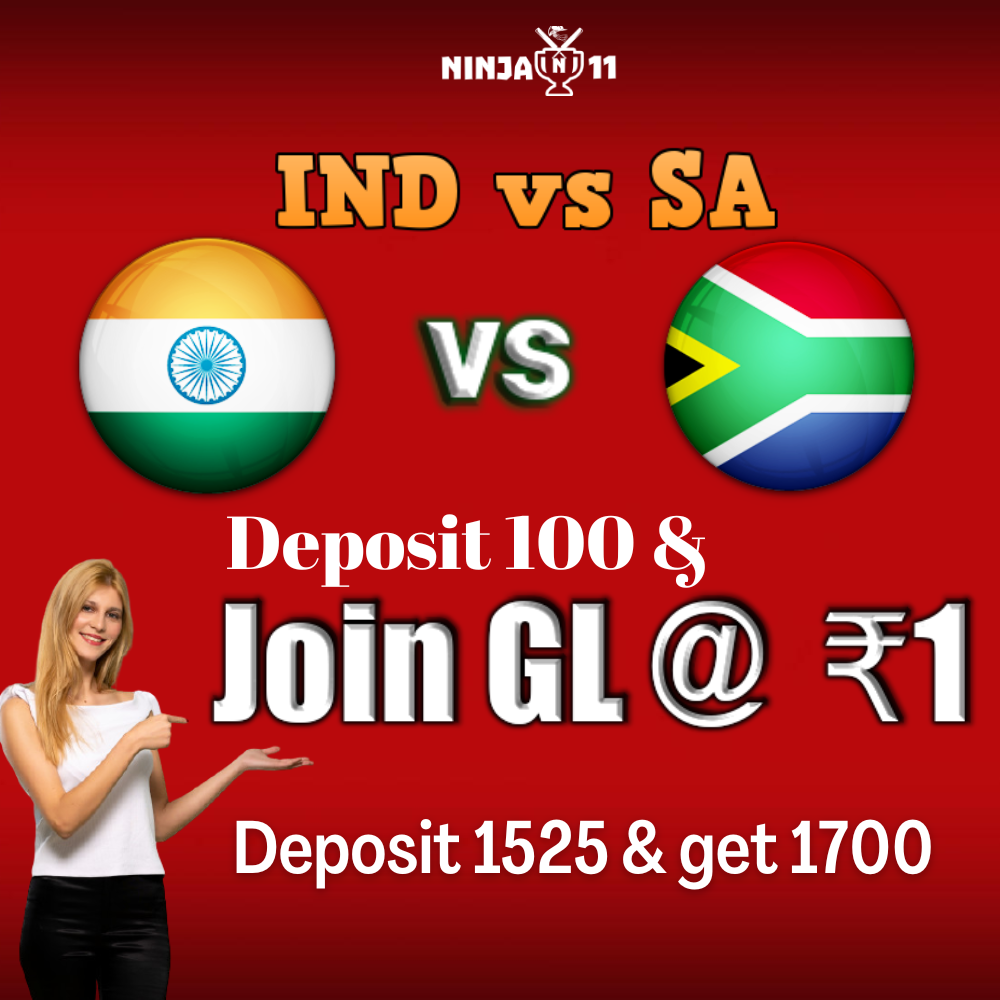 NINJA N 11
IND vs SA
VS
Deposit 100 &
Join GL @ ₹1
Deposit 1525 & get 1700